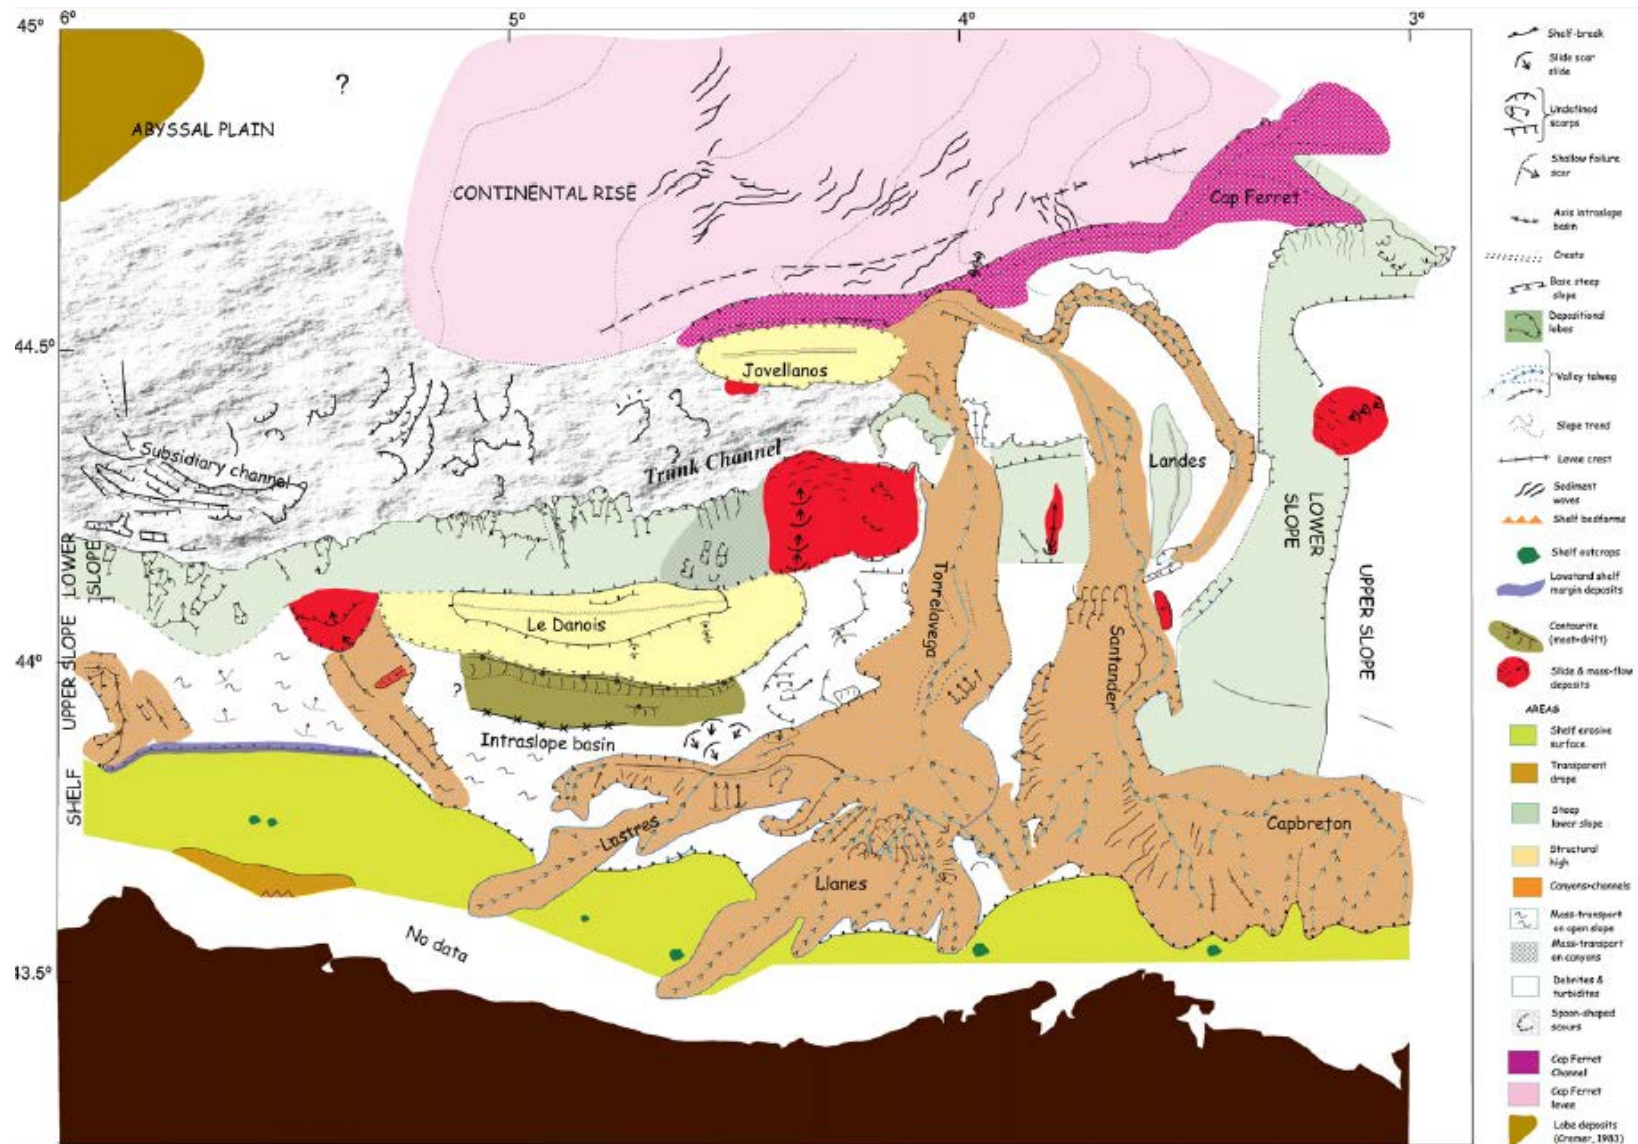 45°
6°
5°
4°
3°
?
ABYSSAL PLAIN
CONTINENTAL RISE
Cap Ferret
44.5°
Jovellanos
Subsidiary channel
Trunk Channel
Landes
LOWER
SLOPE
LOWER
SLOPE
UPPER SLOPE
Le Danois
Torrelavega
Santander
44°
UPPER SLOPE
?
Intraslope basin
SHELF
Lastres
Llanes
Capbreton
No data
43.5°
Shelf-break
Slide scar
slide
Undefined
scarps
Shallow failure
scar
Axis intraslope
basin
Crests
Base steep
slope
Depositional
lobes
Valley talweg
Slope trend
Levee crest
Sediment
waves
Shelf bedforms
Shelf outcrops
Lowstand shelf
margin deposits
Contourite
(moat+drift)
Slide & mass-flow
deposits
AREAS
Shelf erosive
surface
Transparent
drape
Steep
lower slope
Structural
high
Canyons+channels
Mass-transport
on open slope
Mass-transport
on canyons
Debrites &
turbidites
Spoon-shaped
scours
Cap Ferret
Channel
Cap Ferret
levee
Lobe deposits
(Cremer, 1983)